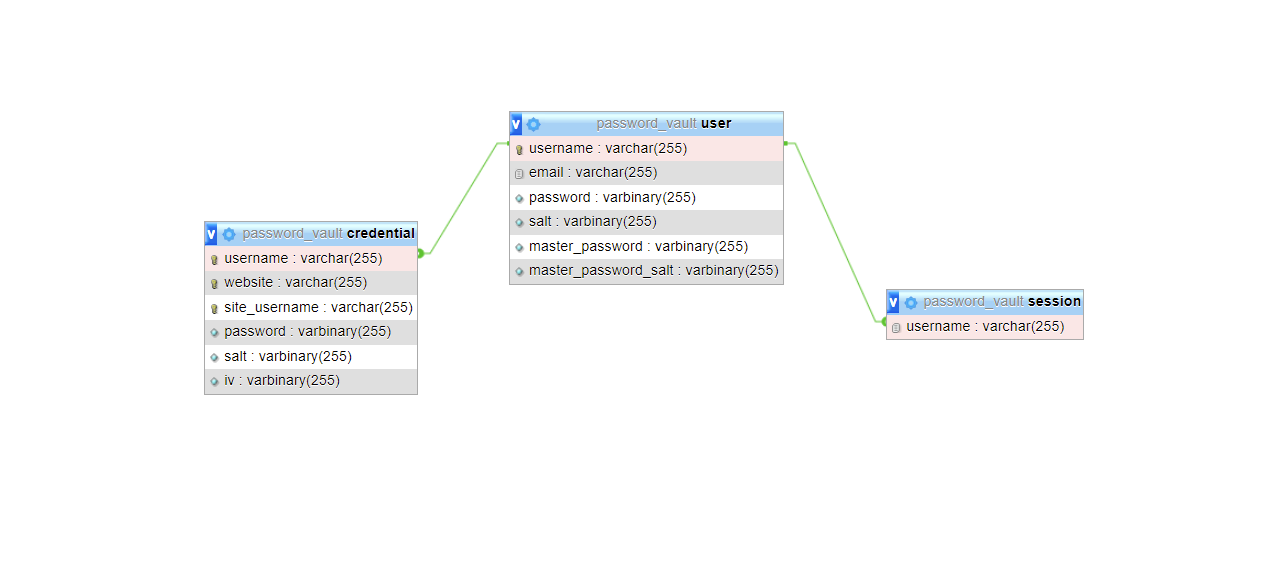 v password_vault user
username : varchar(255)
email : varchar(255)
password : varbinary(255)
salt : varbinary(255)
master_password : varbinary(255)
master_password_salt : varbinary(255)
v password_vault credential
username : varchar(255)
website : varchar(255)
site_username : varchar(255)
password : varbinary(255)
salt : varbinary(255)
iv : varbinary(255)
v password_vault session
username : varchar(255)